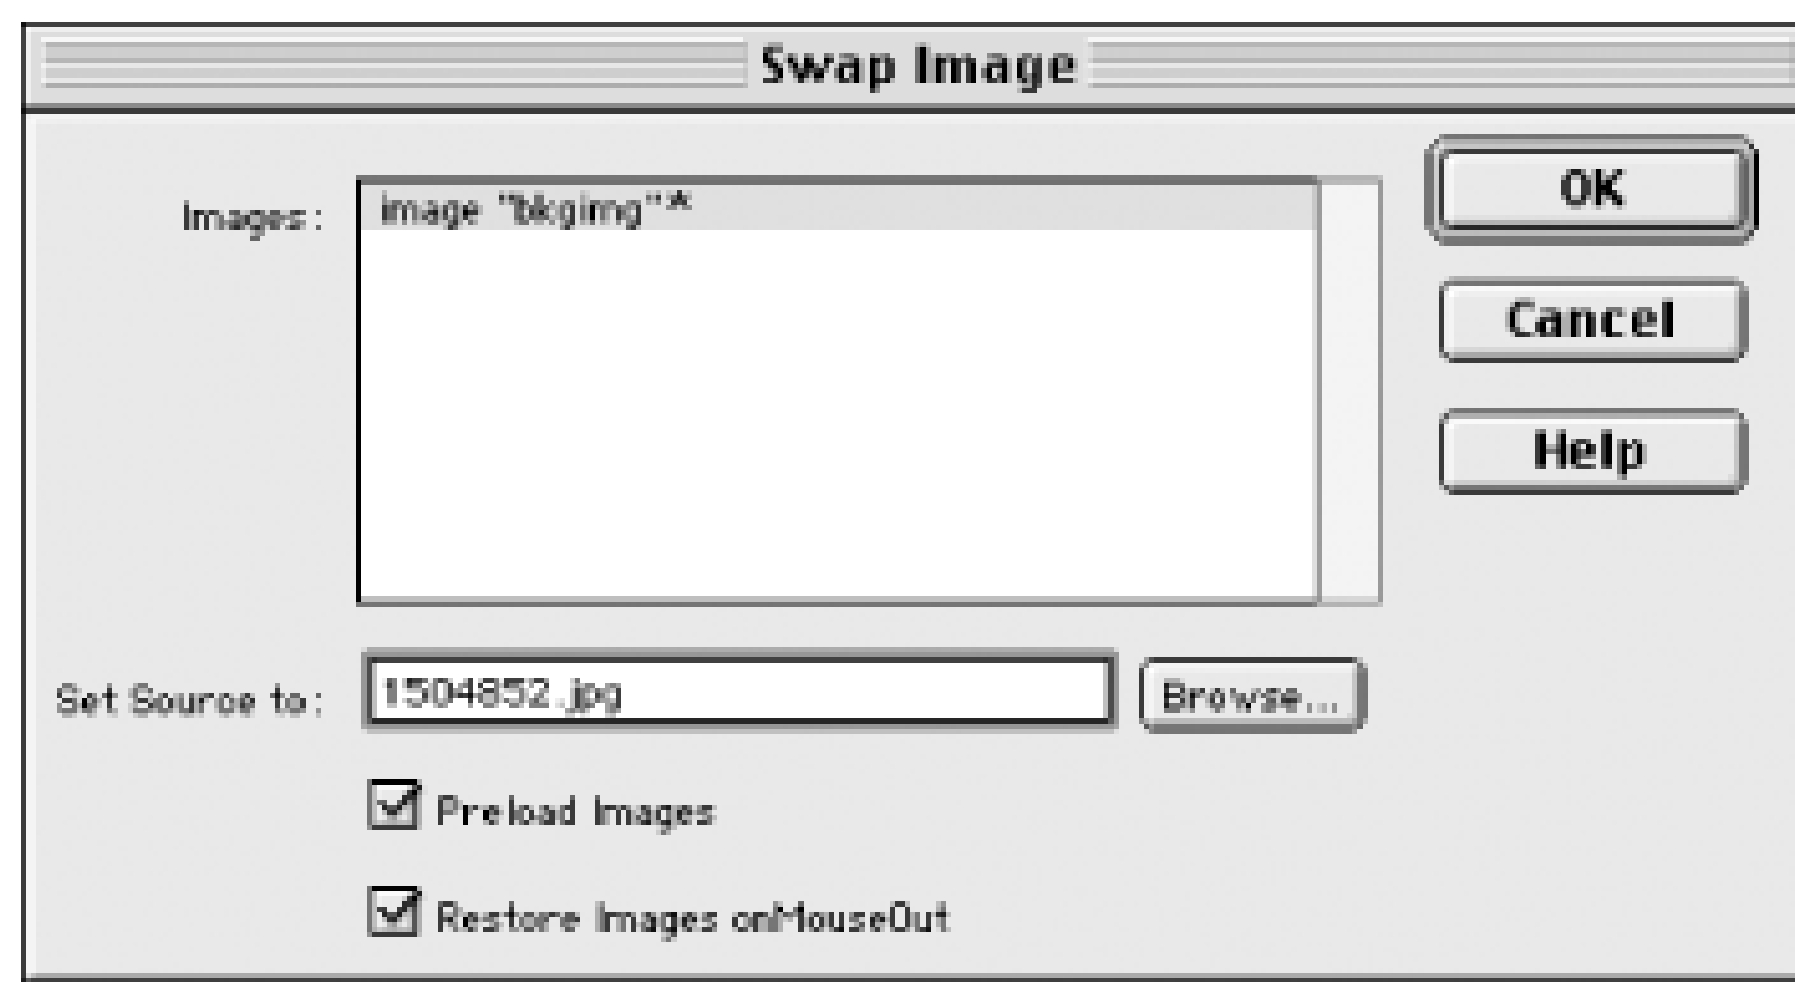 Swap Image
Images:
image "bkgimg"*
OK
Cancel
Help
Set Source to:
1504852.jpg
Browse...
Preload Images
Restore Images onMouseOut